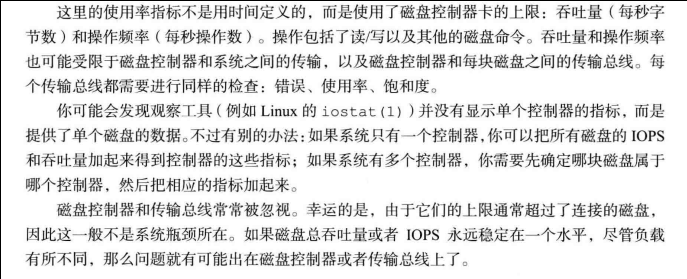 这里的使用率指标不是用时间定义的，而是使用了磁盘控制器卡的上限：吞吐量（每秒字
节数）和操作频率（每秒操作数）。操作包括了读/写以及其他的磁盘命令。吞吐量和操作频率
也可能受限于磁盘控制器和系统之间的传输，以及磁盘控制器和每块磁盘之间的传输总线。每
个传输总线都需要进行同样的检查：错误、使用率、饱和度。
你可能会发现观察工具（例如 Linux 的 iostat(1)）并没有显示单个控制器的指标，而是
提供了单个磁盘的数据。不过有别的办法：如果系统只有一个控制器，你可以把所有磁盘的 IOPS
和吞吐量加起来得到控制器的这些指标；如果系统有多个控制器，你需要先确定哪块磁盘属于
哪个控制器，然后把相应的指标加起来。
磁盘控制器和传输总线常常被忽视。幸运的是，由于它们的上限通常超过了连接的磁盘，
因此这一般不是系统瓶颈所在。如果磁盘总吞吐量或者 IOPS 永远稳定在一个水平，尽管负载
有所不同，那么问题就有可能出在磁盘控制器或者传输总线上了。